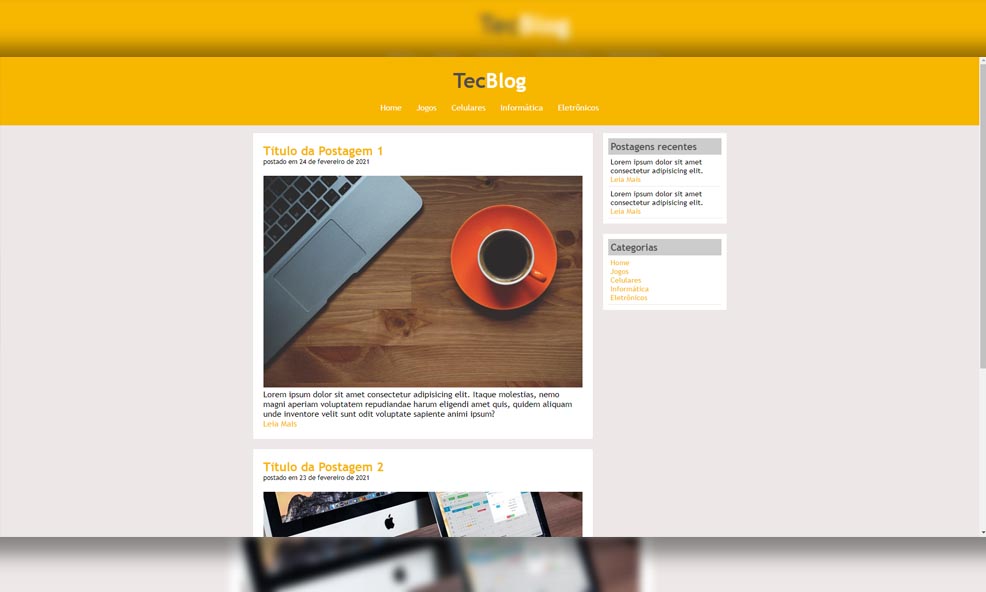 TecBlog
TecBlog
Home Jogos Celulares Informática Eletrônicos
Título da Postagem 1
postado em 24 de fevereiro de 2021
Lorem ipsum dolor sit amet consectetur adipisicing elit. Itaque molestias, nemo
magni aperiam voluptatem repudiandae harum eligendi amet quis, quidem aliquam
unde inventore velit sunt odit voluptate sapiente animi ipsum?
Leia Mais
Título da Postagem 2
postado em 23 de fevereiro de 2021
Postagens recentes
Lorem ipsum dolor sit amet
consectetur adipisicing elit.
Leia Mais
Lorem ipsum dolor sit amet
consectetur adipisicing elit.
Leia Mais
Categorias
Home
Jogos
Celulares
Informática
Eletrônicos